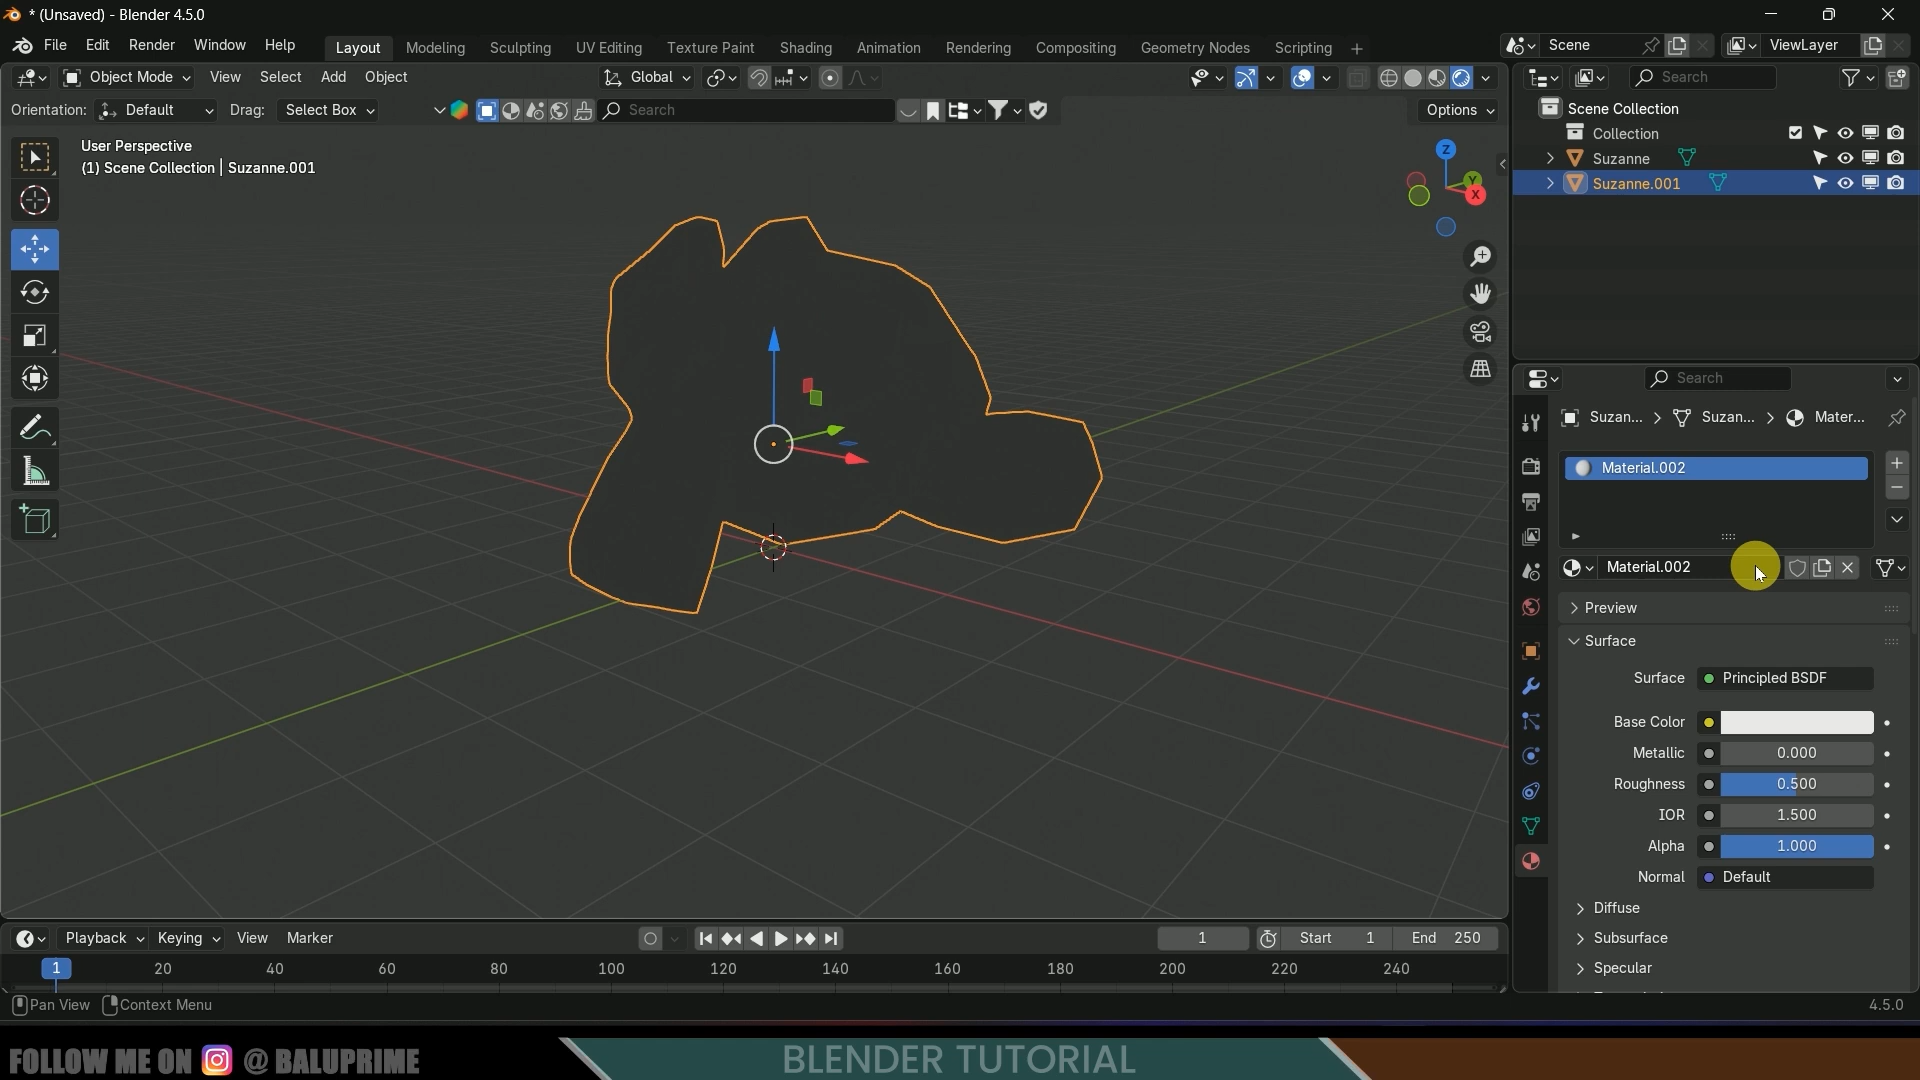 * (Unsaved) - Blender 4.5.0
File Edit Render Window Help Layout Modeling Sculpting UV Editing Texture Paint Shading Animation Rendering Compositing Geometry Nodes Scripting Scene ViewLayer
Object Mode View Select Add Object Global Search
Orientation: Default Drag: Select Box Search Options
User Perspective
(1) Scene Collection | Suzanne.001
Z
Y
X
Scene Collection
Collection
Suzanne
Suzanne.001
Search
Suzan... Suzan... Mater...
Material.002
Material.002
Preview
Surface
Surface Principled BSDF
Base Color
Metallic 0.000
Roughness 0.500
IOR 1.500
Alpha 1.000
Normal Default
Diffuse
Subsurface
Specular
Playback Keying View Marker 1 Start 1 End 250
1 20 40 60 80 100 120 140 160 180 200 220 240
Pan View Context Menu 4.5.0
FOLLOW ME ON @ BALUPRIME BLENDER TUTORIAL